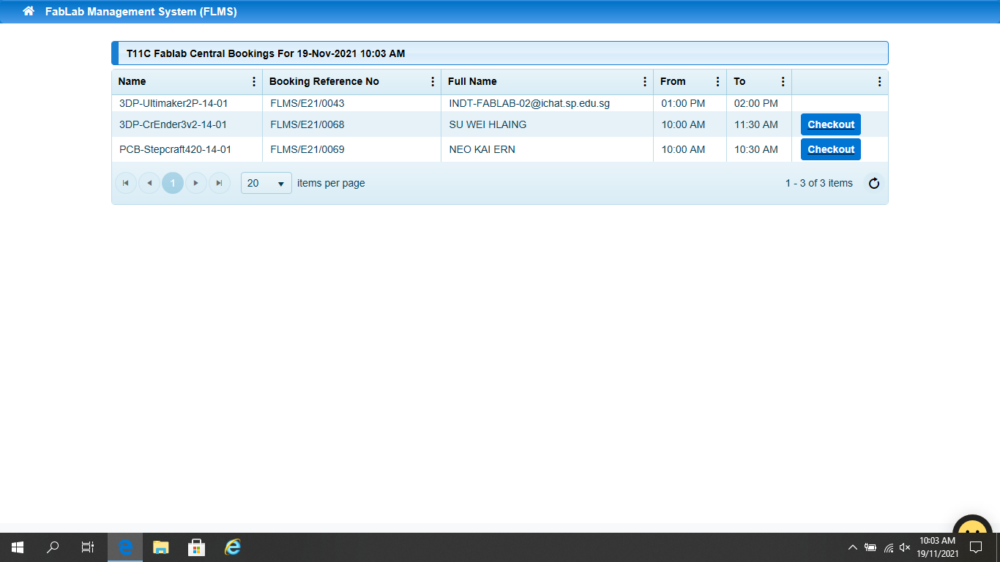 FabLab Management System (FLMS)
T11C Fablab Central Bookings For 19-Nov-2021 10:03 AM
Name Booking Reference No Full Name From To
3DP-Ultimaker2P-14-01 FLMS/E21/0043 INDT-FABLAB-02@ichat.sp.edu.sg 01:00 PM 02:00 PM
3DP-CrEnder3v2-14-01 FLMS/E21/0068 SU WEI HLAING 10:00 AM 11:30 AM Checkout
PCB-Stepcraft420-14-01 FLMS/E21/0069 NEO KAI ERN 10:00 AM 10:30 AM Checkout
1 20 items per page 1 - 3 of 3 items
10:03 AM
19/11/2021